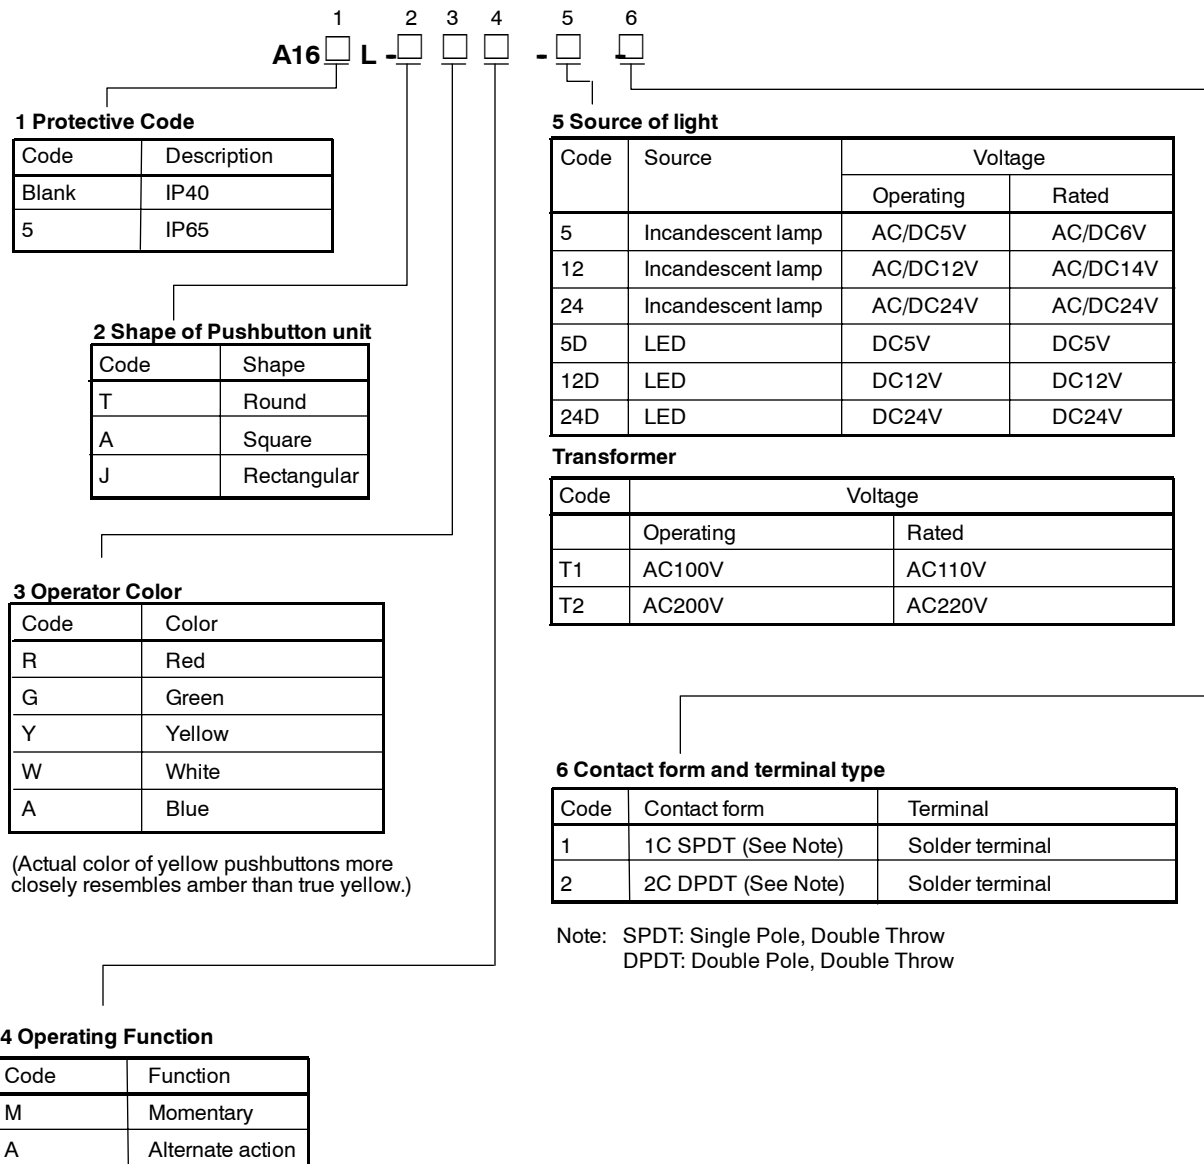 1 2 3 4 5 6
A16□ L -□ □ □ - □ - □
1 Protective Code
Code Description
Blank IP40
5 IP65
2 Shape of Pushbutton unit
Code Shape
T Round
A Square
J Rectangular
3 Operator Color
Code Color
R Red
G Green
Y Yellow
W White
A Blue
(Actual color of yellow pushbuttons more
closely resembles amber than true yellow.)
4 Operating Function
Code Function
M Momentary
A Alternate action
5 Source of light
Code Source Voltage
Operating Rated
5 Incandescent lamp AC/DC5V AC/DC6V
12 Incandescent lamp AC/DC12V AC/DC14V
24 Incandescent lamp AC/DC24V AC/DC24V
5D LED DC5V DC5V
12D LED DC12V DC12V
24D LED DC24V DC24V
Transformer
Code Voltage
Operating Rated
T1 AC100V AC110V
T2 AC200V AC220V
6 Contact form and terminal type
Code Contact form Terminal
1 1C SPDT (See Note) Solder terminal
2 2C DPDT (See Note) Solder terminal
Note: SPDT: Single Pole, Double Throw
DPDT: Double Pole, Double Throw